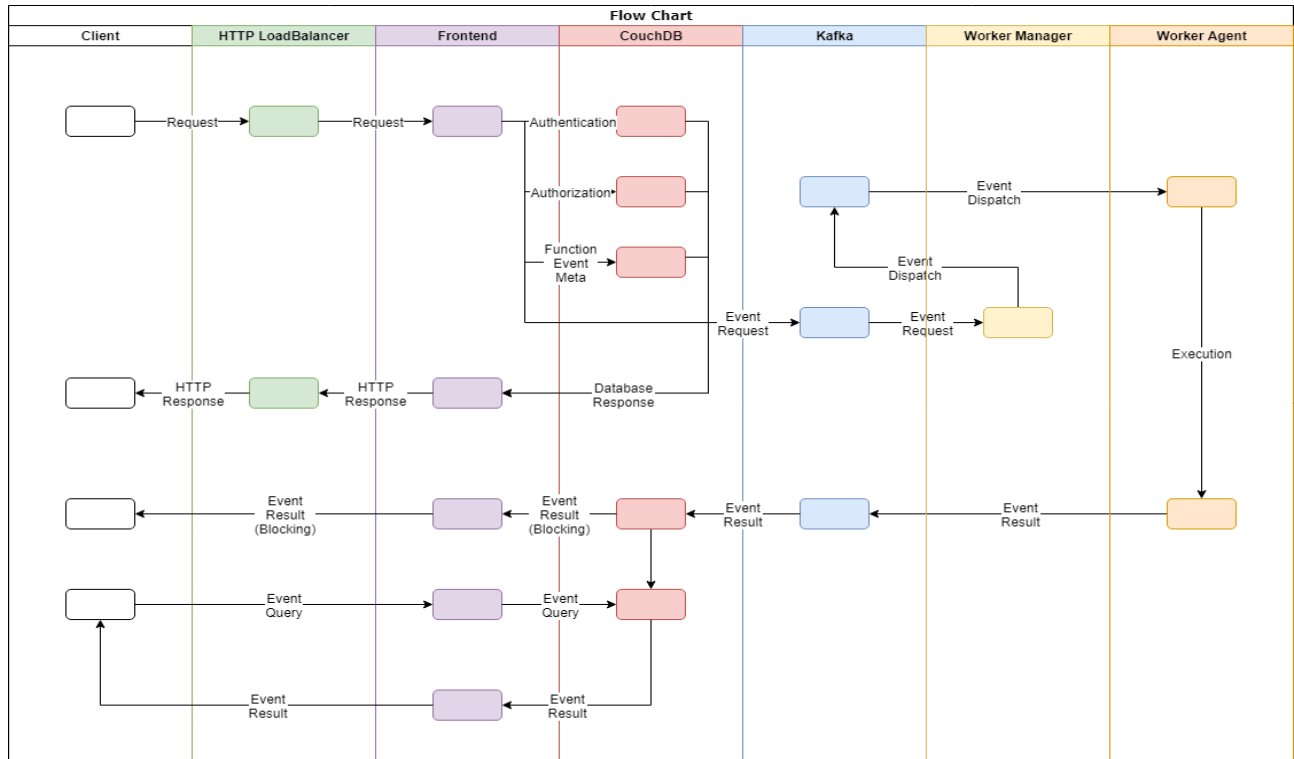 Flow Chart
Client
HTTP LoadBalancer
Frontend
CouchDB
Kafka
Worker Manager
Worker Agent
Request
Request
Authentication
Authorization
Event
Dispatch
Function
Event
Meta
Event
Dispatch
Event
Request
Event
Request
Execution
HTTP
Response
HTTP
Response
Database
Response
Event
Result
(Blocking)
Event
Result
(Blocking)
Event
Result
Event
Result
Event
Query
Event
Query
Event
Result
Event
Result